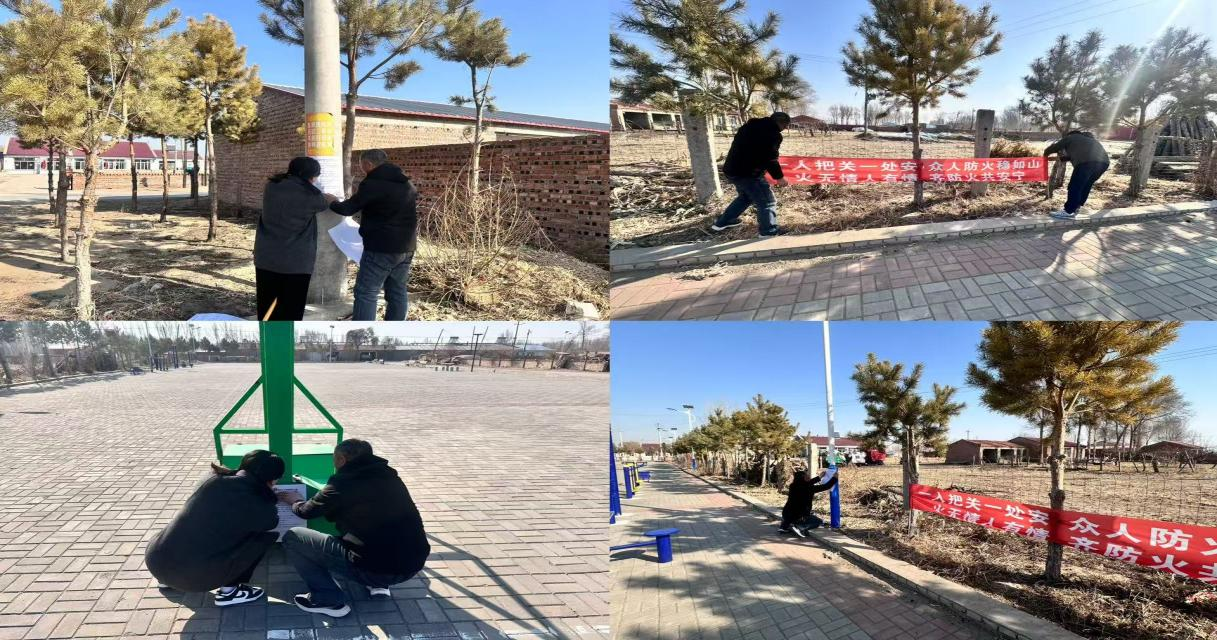 一人把关一处安 众人防火稳如山
火无情人有情 齐防火共安宁
一人把关一处安 众人防火
火无情人有情 齐防火共